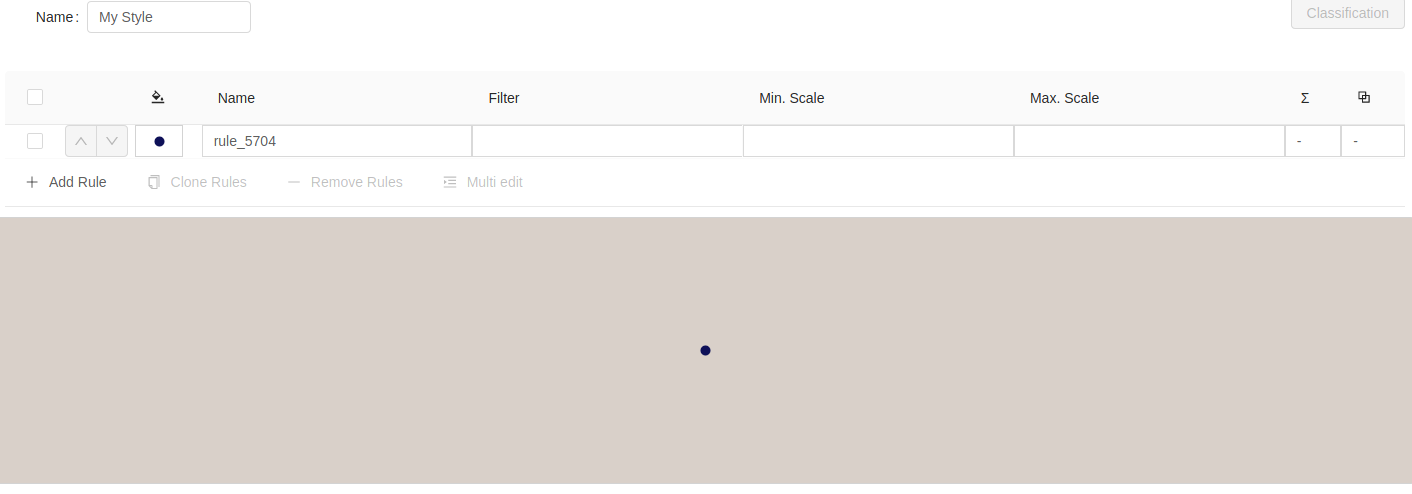 Name: My Style Classification
Name Filter Min. Scale Max. Scale Σ
rule_5704 - -
Add Rule Clone Rules Remove Rules Multi edit